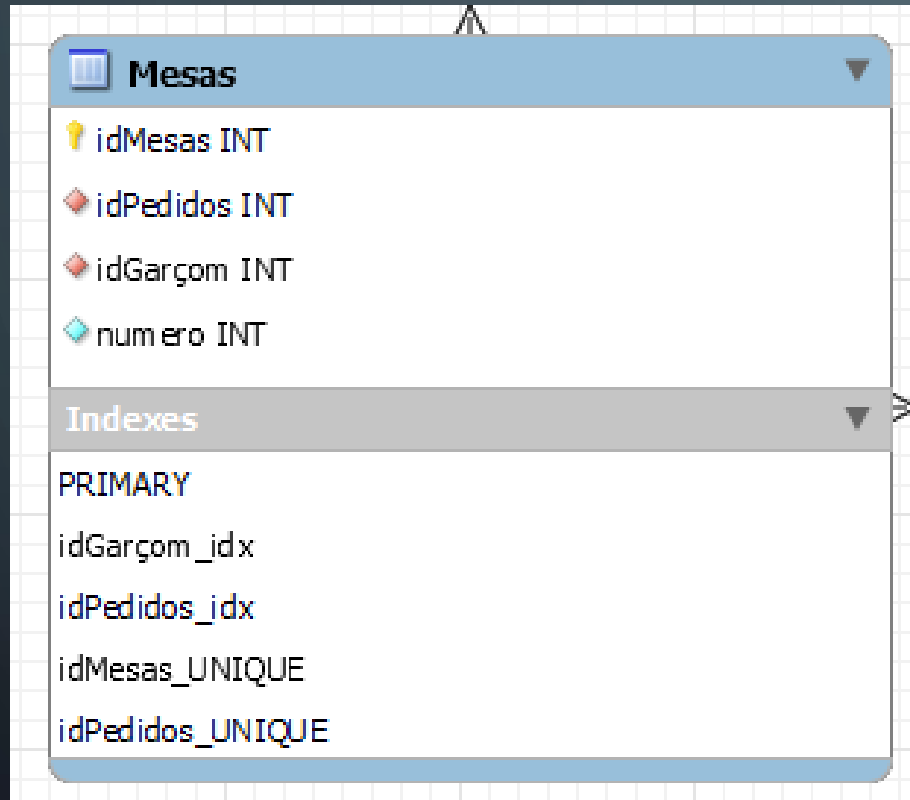 Mesas
idMesas INT
idPedidos INT
idGarçom INT
numero INT
Indexes
PRIMARY
idGarçom_idx
idPedidos_idx
idMesas_UNIQUE
idPedidos_UNIQUE